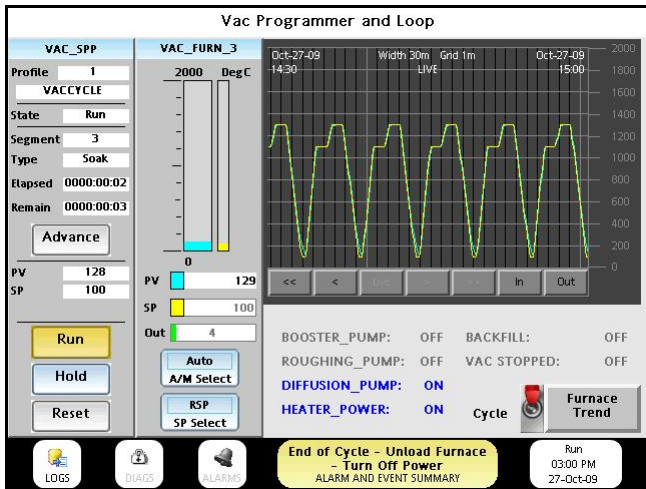 Vac Programmer and Loop
VAC_SPP
Profile 1
VACCYCLE
State Run
Segment 3
Type Soak
Elapsed 0000:00:02
Remain 0000:00:03
Advance
PV 128
SP 100
Run
Hold
Reset
VAC_FURN_3
2000 DegC
0
PV 129
SP 100
Out 4
Auto
A/M Select
RSP
SP Select
Oct-27-09 Width 30m Grid 1m Oct-27-09
14:30 LIVE 15:00
2000
1800
1600
1400
1200
1000
800
600
400
200
0
<< < Live > >> In Out
BOOSTER_PUMP: OFF BACKFILL: OFF
ROUGHING_PUMP: OFF VAC STOPPED: OFF
DIFFUSION_PUMP: ON
HEATER_POWER: ON Cycle
Furnace
Trend
LOGS
DIAGS
ALARMS
End of Cycle - Unload Furnace
- Turn Off Power
ALARM AND EVENT SUMMARY
Run
03:00 PM
27-Oct-09